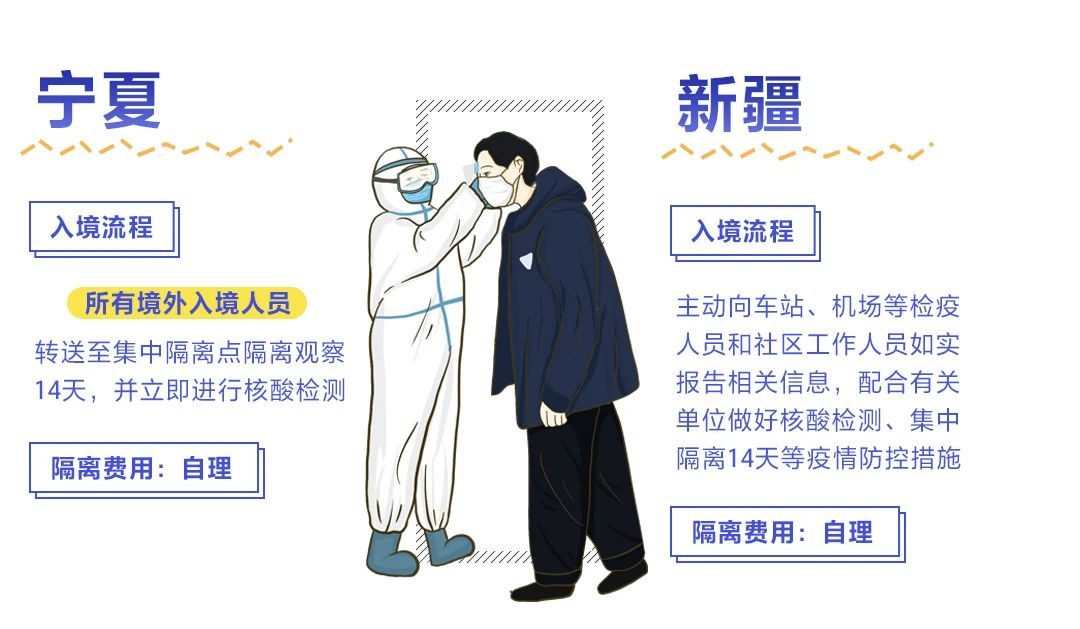 宁夏
入境流程
所有境外入境人员
转送至集中隔离点隔离观察
14天，并立即进行核酸检测
隔离费用：自理
新疆
入境流程
主动向车站、机场等检疫
人员和社区工作人员如实
报告相关信息，配合有关
单位做好核酸检测、集中
隔离14天等疫情防控措施
隔离费用：自理